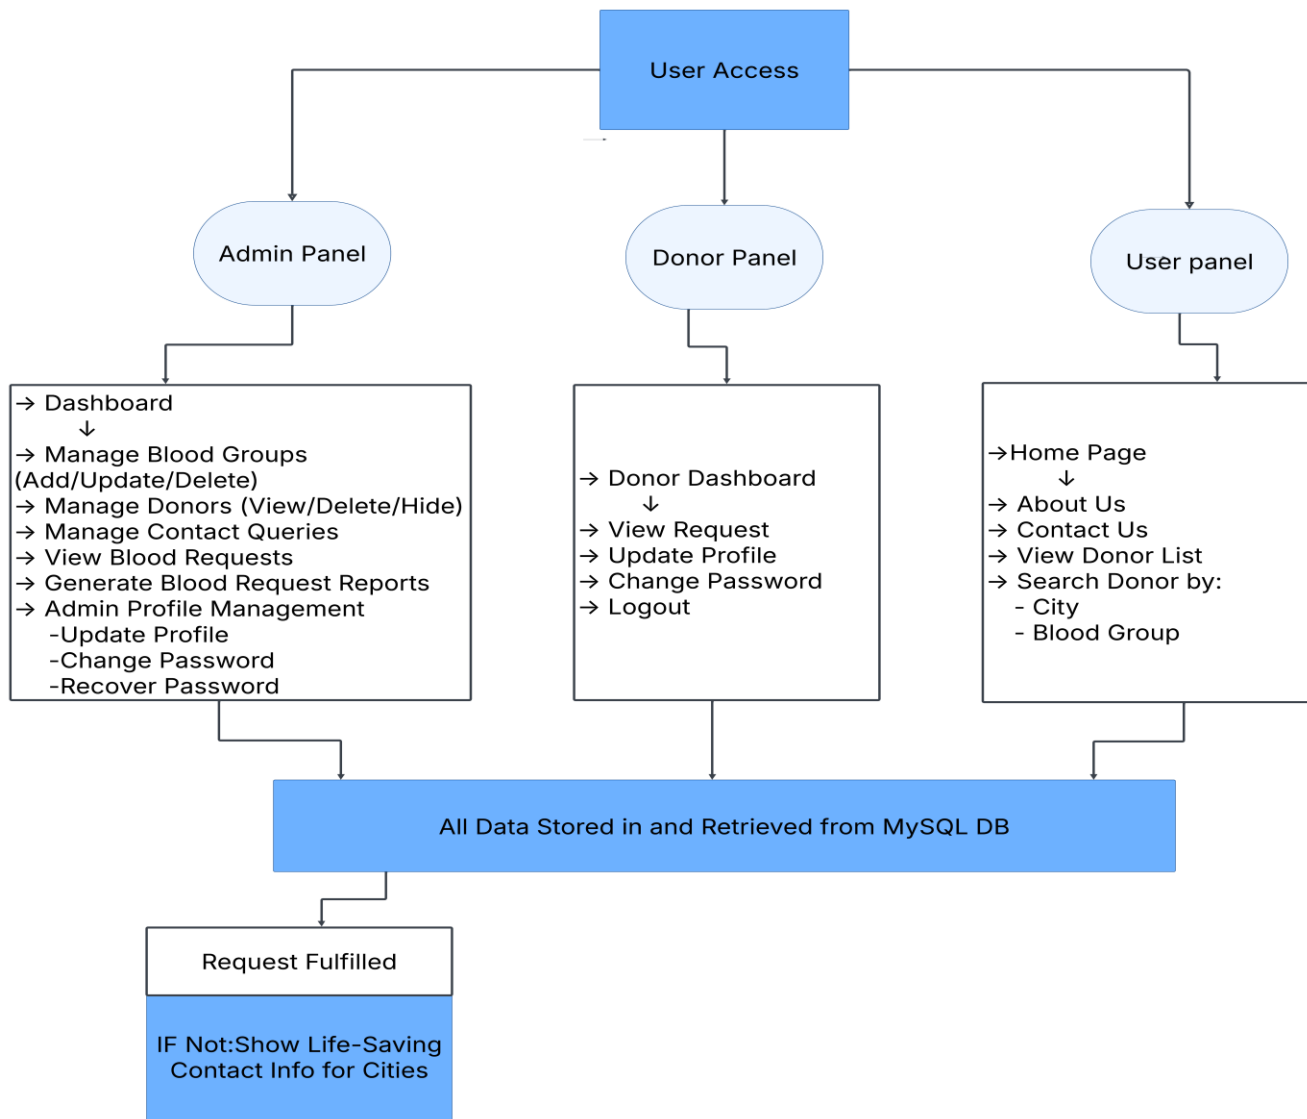 User Access
Admin Panel
Donor Panel
User panel
→ Dashboard
↓
→ Manage Blood Groups
(Add/Update/Delete)
→ Manage Donors (View/Delete/Hide)
→ Manage Contact Queries
→ View Blood Requests
→ Generate Blood Request Reports
→ Admin Profile Management
-Update Profile
-Change Password
-Recover Password
→ Donor Dashboard
↓
→ View Request
→ Update Profile
→ Change Password
→ Logout
→Home Page
↓
→ About Us
→ Contact Us
→ View Donor List
→ Search Donor by:
- City
- Blood Group
All Data Stored in and Retrieved from MySQL DB
Request Fulfilled
IF Not:Show Life-Saving
Contact Info for Cities